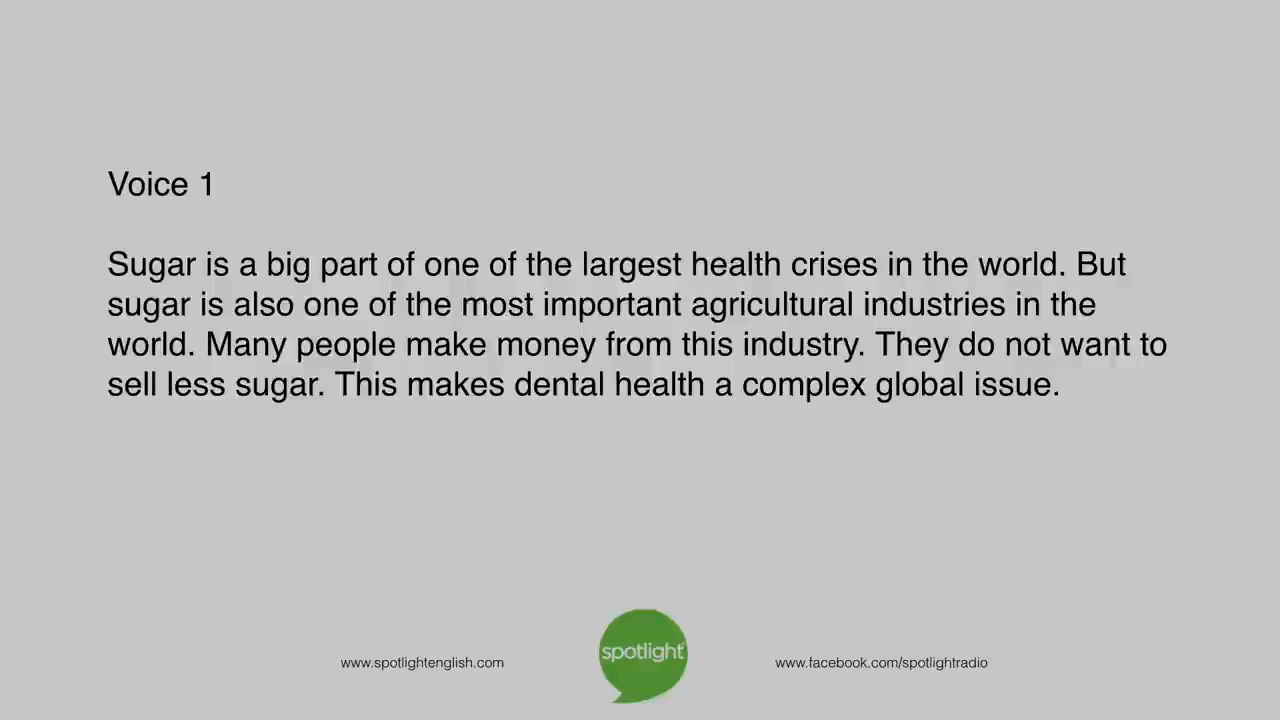 Voice 1
Sugar is a big part of one of the largest health crises in the world. But
sugar is also one of the most important agricultural industries in the
world. Many people make money from this industry. They do not want to
sell less sugar. This makes dental health a complex global issue.
www.spotlightenglish.com
spotlight
www.facebook.com/spotlightradio